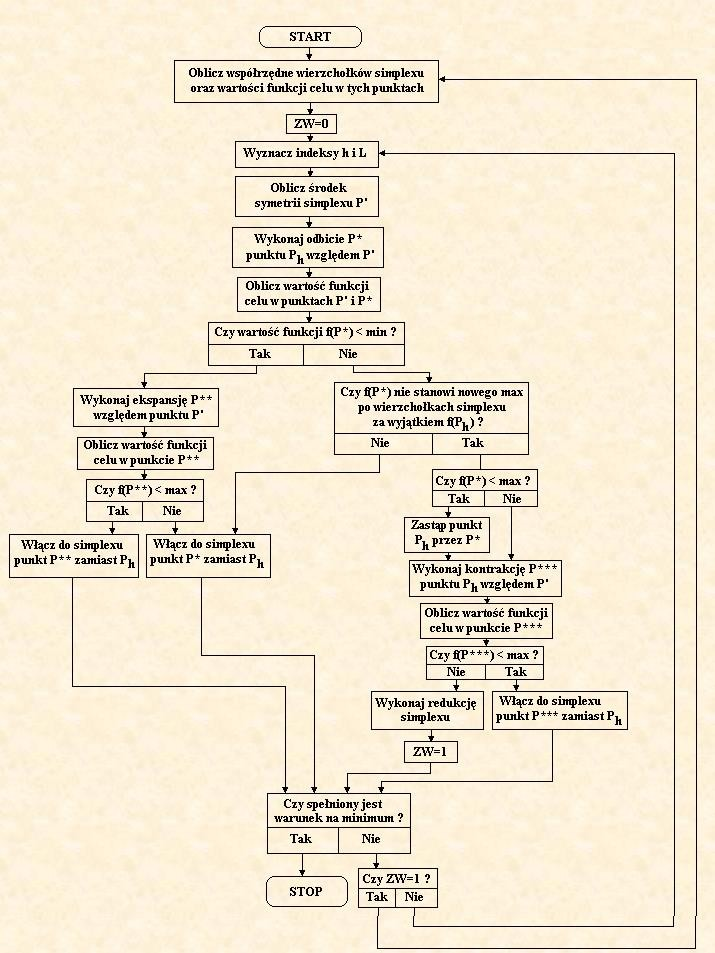 START
Oblicz współrzędne wierzchołków simplexu
oraz wartości funkcji celu w tych punktach
ZW=0
Wyznacz indeksy h i L
Oblicz środek
symetrii simplexu P'
Wykonaj odbicie P*
punktu Ph względem P'
Oblicz wartość funkcji
celu w punktach P' i P*
Czy wartość funkcji f(P*) < min ?
Tak Nie
Wykonaj ekspansję P**
względem punktu P'
Oblicz wartość funkcji
celu w punkcie P**
Czy f(P**) < max ?
Tak Nie
Włącz do simplexu
punkt P** zamiast Ph
Włącz do simplexu
punkt P* zamiast Ph
Czy f(P*) nie stanowi nowego max
po wierzchołkach simplexu
za wyjątkiem f(Ph) ?
Nie Tak
Czy f(P*) < max ?
Tak Nie
Zastąp punkt
Ph przez P*
Wykonaj kontrakcję P***
punktu Ph względem P'
Oblicz wartość funkcji
celu w punkcie P***
Czy f(P***) < max ?
Nie Tak
Wykonaj redukcję
simplexu
ZW=1
Włącz do simplexu
punkt P*** zamiast Ph
Czy spełniony jest
warunek na minimum ?
Tak Nie
STOP
Czy ZW=1 ?
Tak Nie